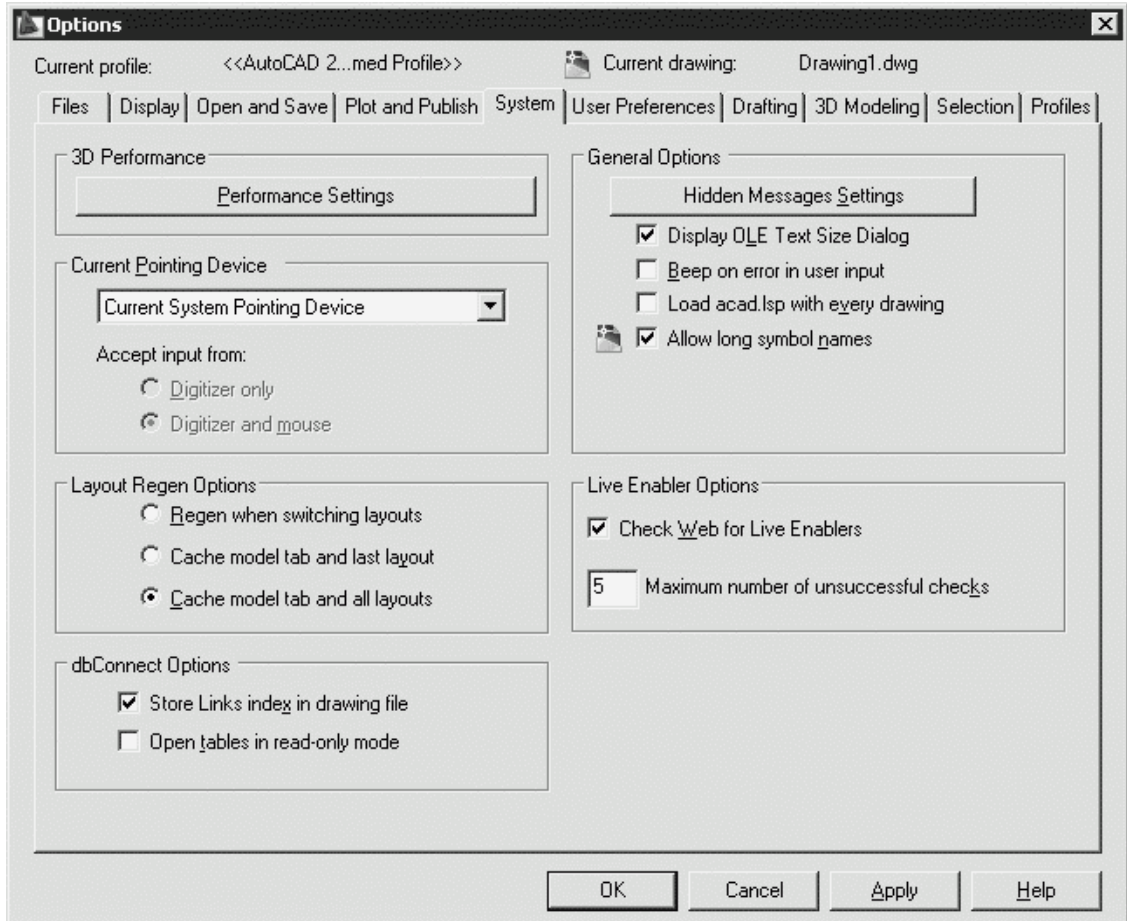 Options
Current profile: <<AutoCAD 2...med Profile>> Current drawing: Drawing1.dwg
Files Display Open and Save Plot and Publish System User Preferences Drafting 3D Modeling Selection Profiles
3D Performance
Performance Settings
Current Pointing Device
Current System Pointing Device
Accept input from:
Digitizer only
Digitizer and mouse
Layout Regen Options
Regen when switching layouts
Cache model tab and last layout
Cache model tab and all layouts
dbConnect Options
Store Links index in drawing file
Open tables in read-only mode
General Options
Hidden Messages Settings
Display OLE Text Size Dialog
Beep on error in user input
Load acad.lsp with every drawing
Allow long symbol names
Live Enabler Options
Check Web for Live Enablers
5 Maximum number of unsuccessful checks
OK Cancel Apply Help